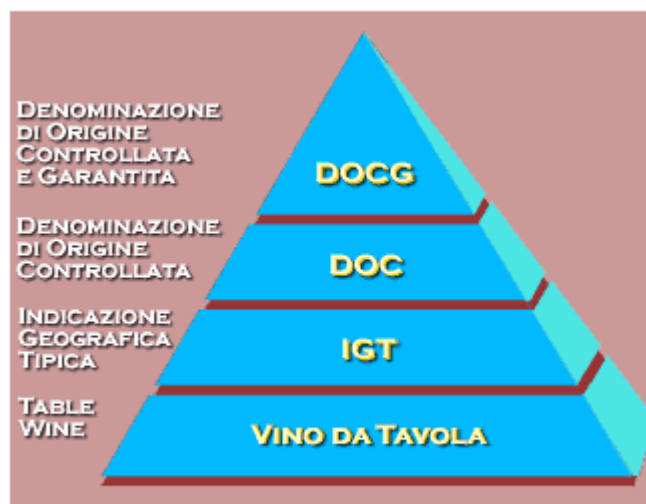 DENOMINAZIONE
DI ORIGINE
CONTROLLATA
E GARANTITA
DOCG
DENOMINAZIONE
DI ORIGINE
CONTROLLATA
DOC
INDICAZIONE
GEOGRAFICA
TIPICA
IGT
TABLE
WINE
VINO DA TAVOLA